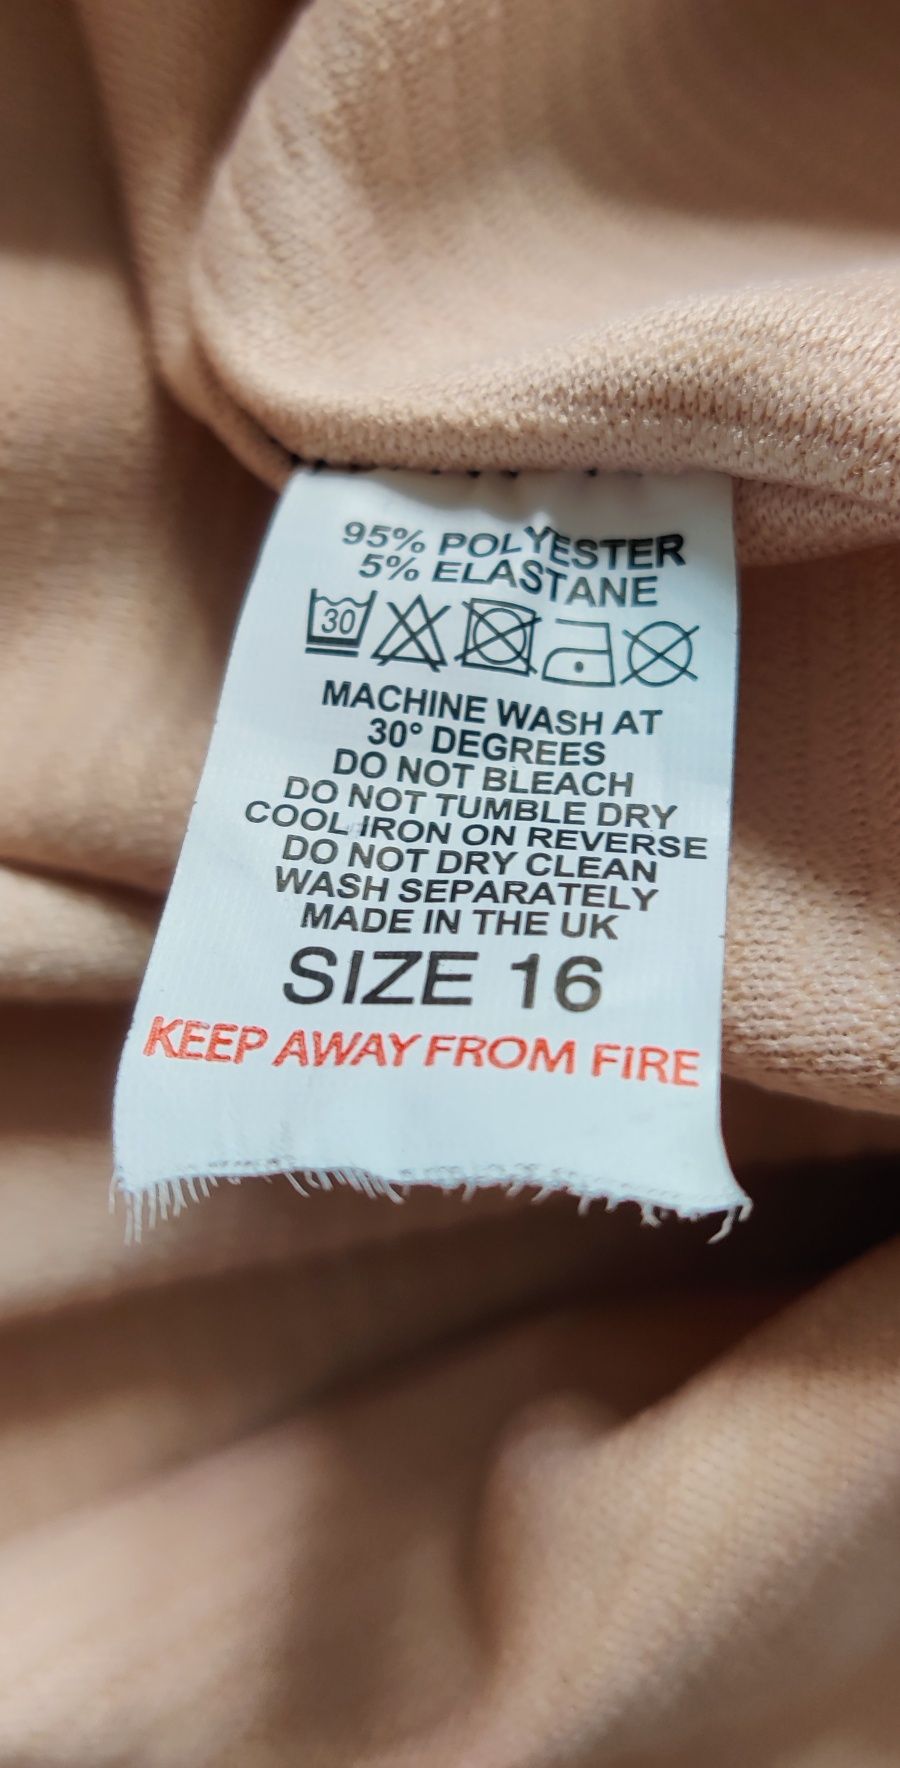 95% POLYESTER
5% ELASTANE
30
MACHINE WASH AT
30° DEGREES
DO NOT BLEACH
DO NOT TUMBLE DRY
COOL IRON ON REVERSE
DO NOT DRY CLEAN
WASH SEPARATELY
MADE IN THE UK
SIZE 16
KEEP AWAY FROM FIRE